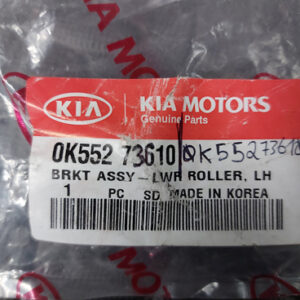 KIA
KIA MOTORS
Genuine Parts
0K552 73610 0K55273610
BRKT ASSY-LWR ROLLER, LH
1 PC SD MADE IN KOREA